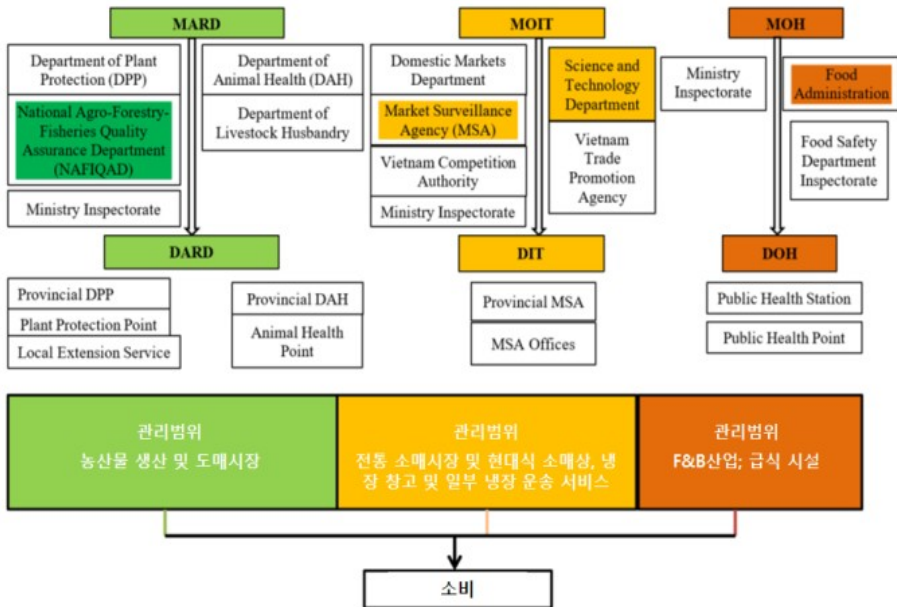 MARD
Department of Plant
Protection (DPP)
National Agro-Forestry-
Fisheries Quality
Assurance Department
(NAFIQAD)
Ministry Inspectorate
Department of
Animal Health (DAH)
Department of
Livestock Husbandry
DARD
Provincial DPP
Plant Protection Point
Local Extension Service
Provincial DAH
Animal Health
Point
MOIT
Domestic Markets
Department
Market Surveillance
Agency (MSA)
Vietnam Competition
Authority
Ministry Inspectorate
Science and
Technology
Department
Vietnam
Trade
Promotion
Agency
DIT
Provincial MSA
MSA Offices
MOH
Ministry
Inspectorate
Food
Administration
Food Safety
Department
Inspectorate
DOH
Public Health Station
Public Health Point
관리범위
농산물 생산 및 도매시장
관리범위
전통 소매시장 및 현대식 소매상, 냉
장 창고 및 일부 냉장 운송 서비스
관리범위
F&B산업; 급식 시설
소비